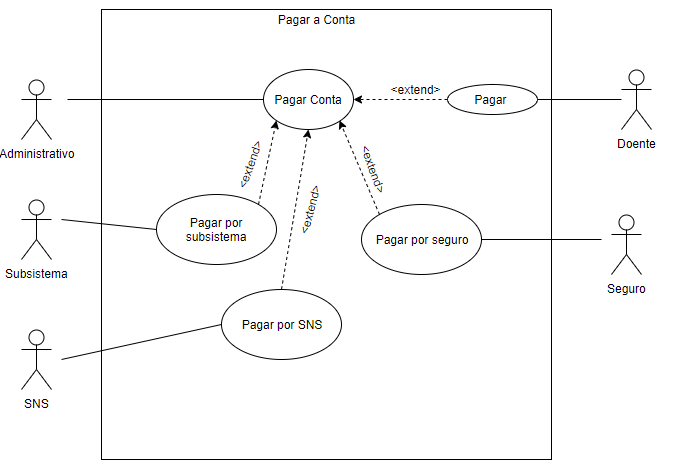 Pagar a Conta
Pagar Conta
<extend>
Pagar
Administrativo
Doente
<extend>
<extend>
<extend>
Pagar por
subsistema
Pagar por seguro
Subsistema
Seguro
Pagar por SNS
SNS